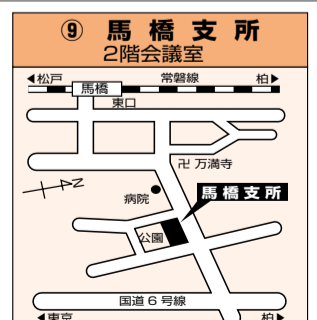 ⑨ 馬橋支所
2階会議室
◀松戸 常磐線 柏▶
馬橋
東口
卍 万満寺
Z
病院
馬橋支所
公園
国道6号線
◀東京 柏▶